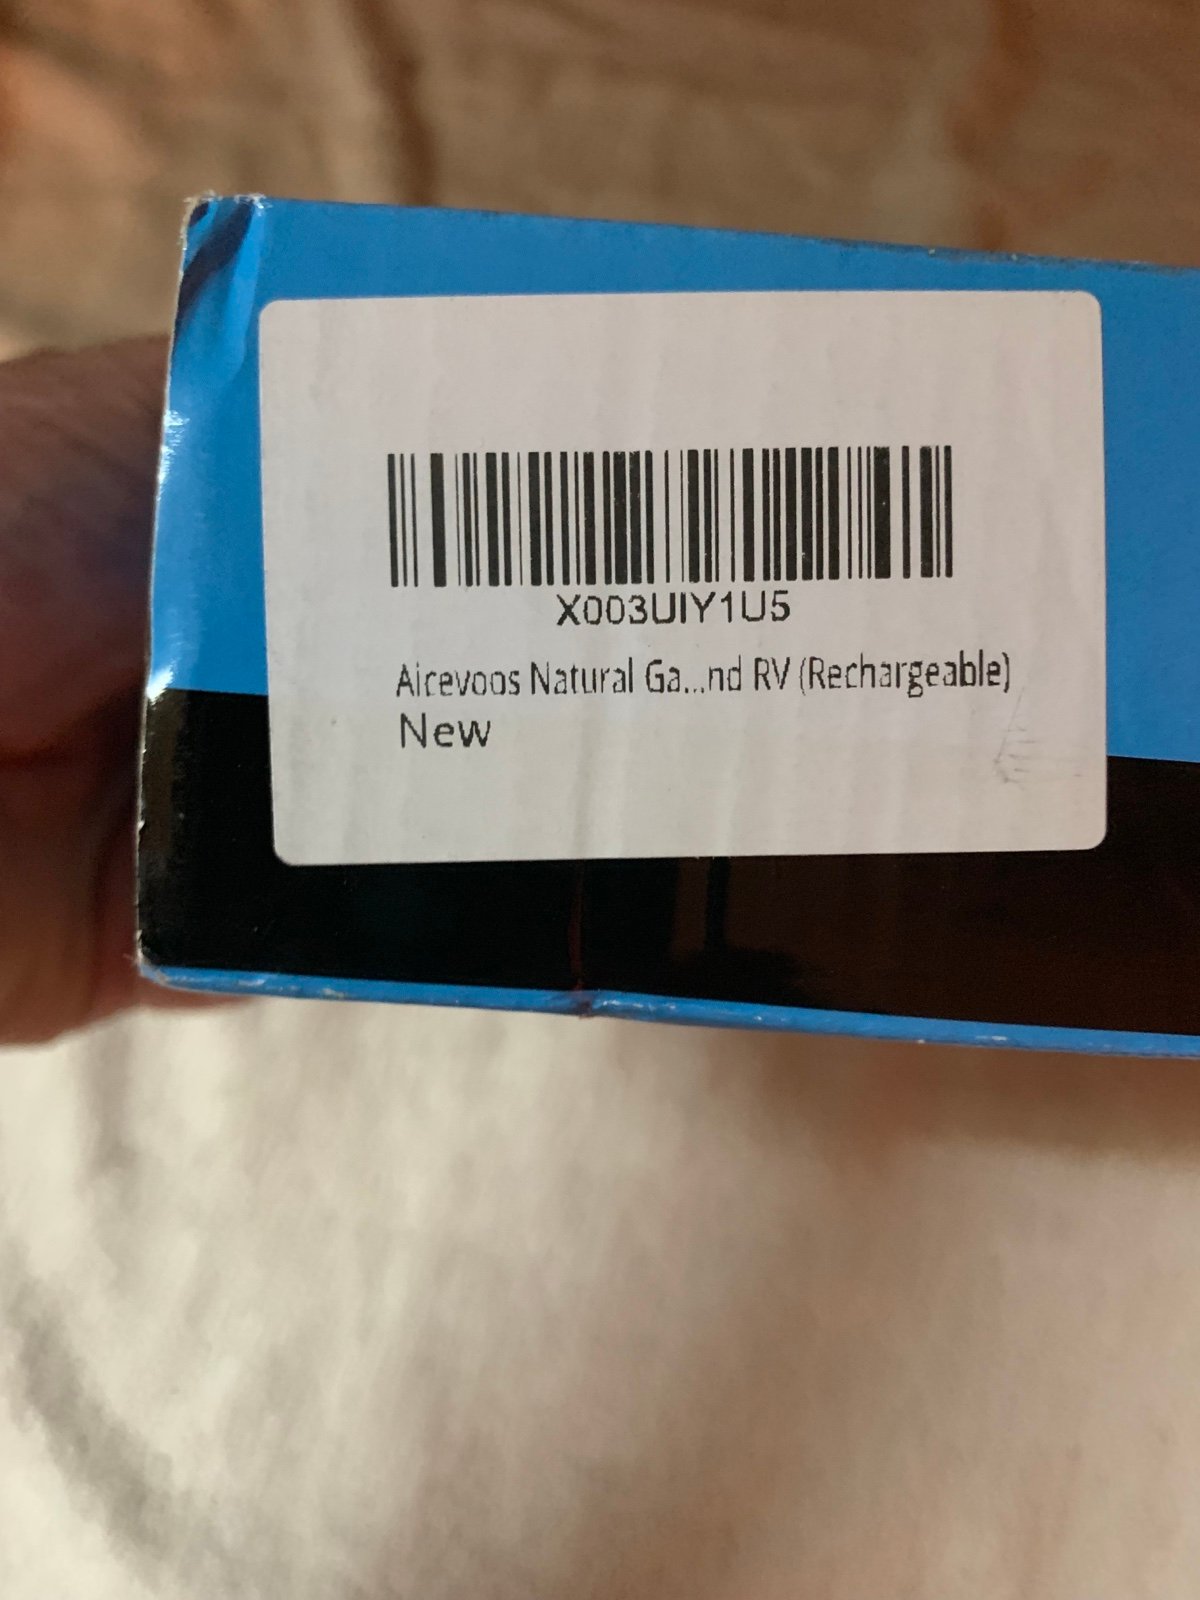 X003UIY1U5
Aicevoos Natural Ga...nd RV (Rechargeable)
New